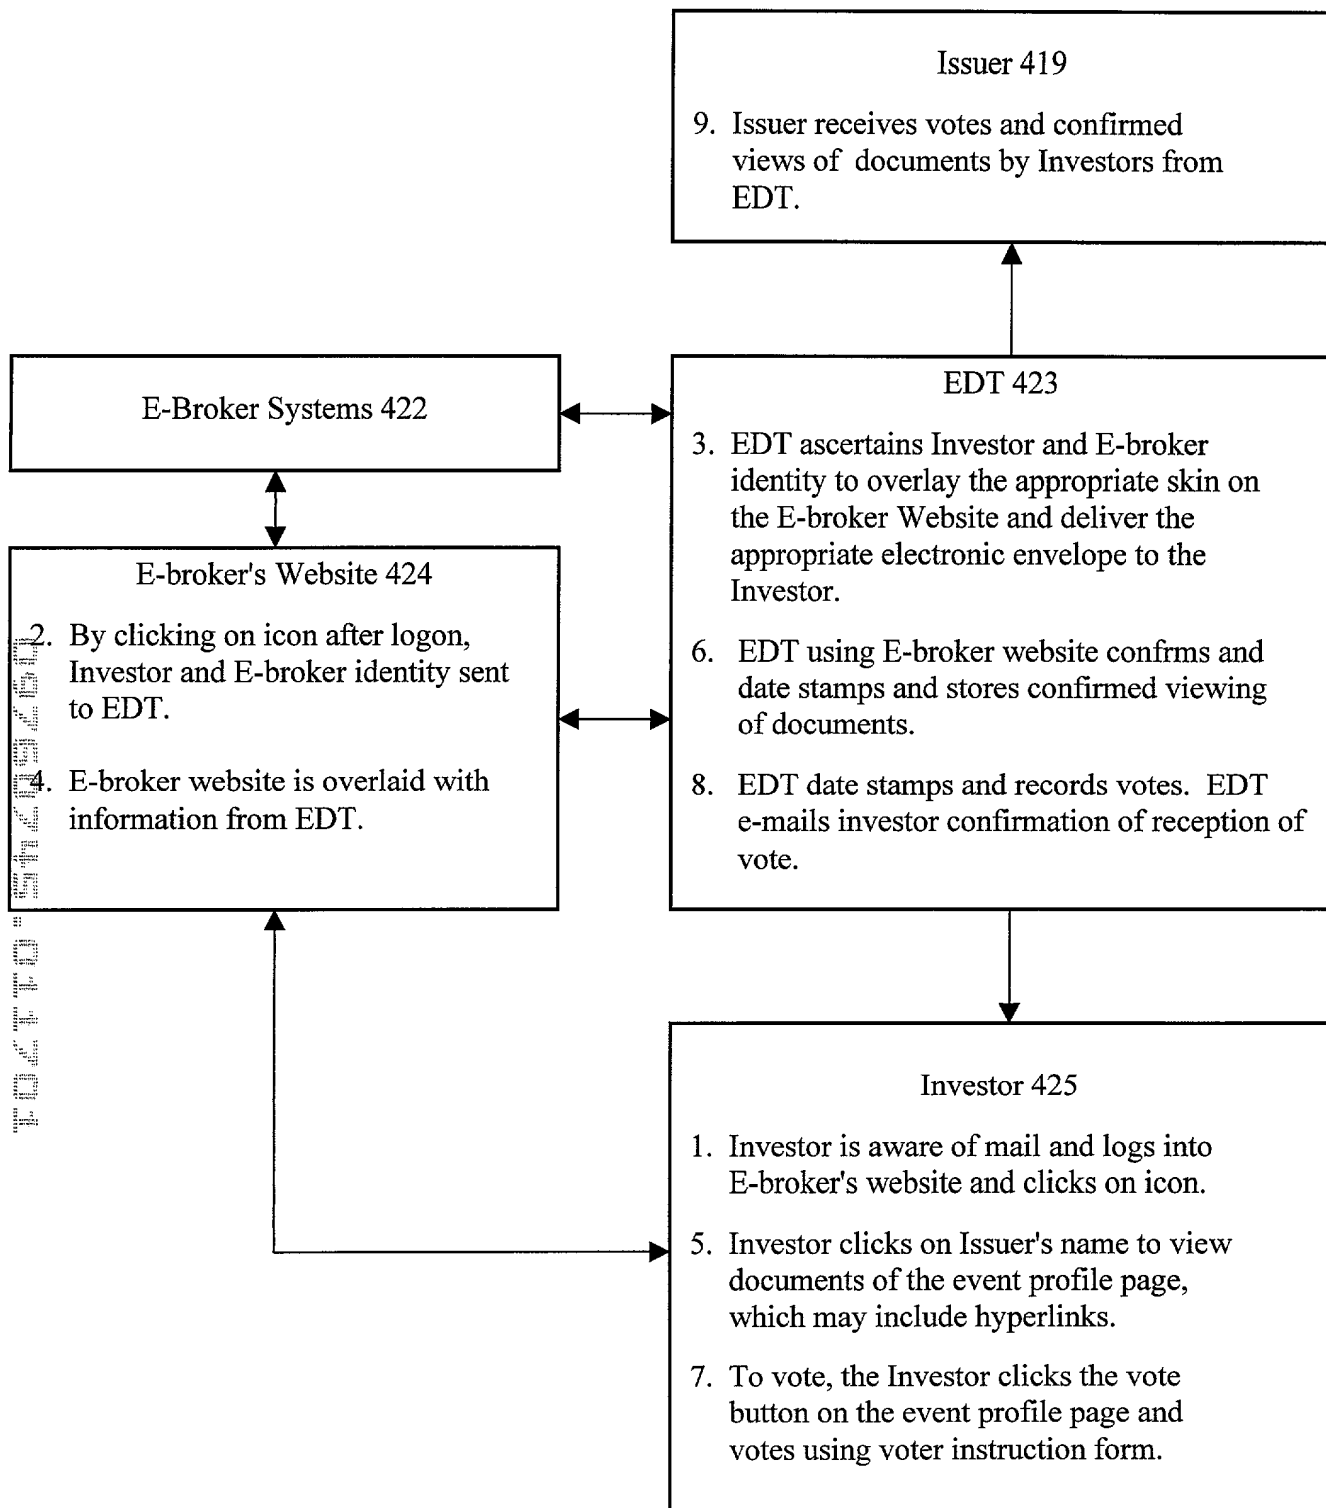 Issuer 419
9. Issuer receives votes and confirmed
views of documents by Investors from
EDT.
E-Broker Systems 422
EDT 423
3. EDT ascertains Investor and E-broker
identity to overlay the appropriate skin on
the E-broker Website and deliver the
appropriate electronic envelope to the
Investor.
6. EDT using E-broker website confrms and
date stamps and stores confirmed viewing
of documents.
8. EDT date stamps and records votes. EDT
e-mails investor confirmation of reception of
vote.
E-broker's Website 424
2. By clicking on icon after logon,
Investor and E-broker identity sent
to EDT.
4. E-broker website is overlaid with
information from EDT.
Investor 425
1. Investor is aware of mail and logs into
E-broker's website and clicks on icon.
5. Investor clicks on Issuer's name to view
documents of the event profile page,
which may include hyperlinks.
7. To vote, the Investor clicks the vote
button on the event profile page and
votes using voter instruction form.